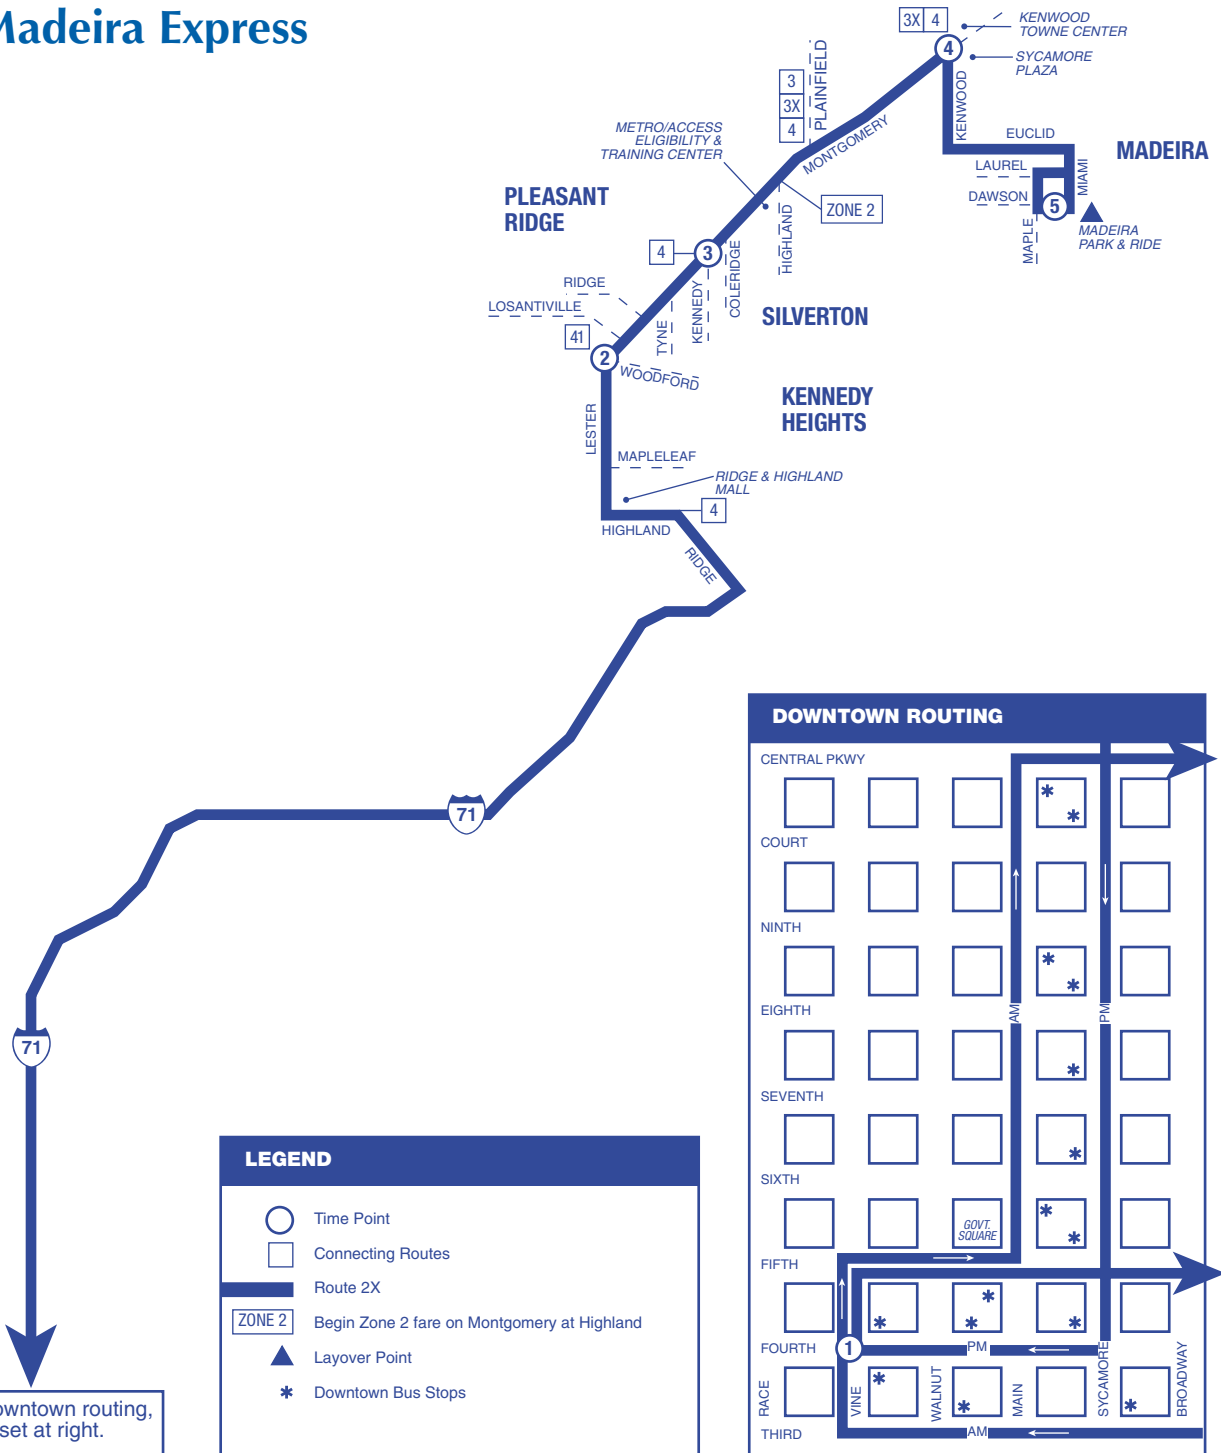 Madeira Express
3X 4
KENWOOD
TOWNE CENTER
4
SYCAMORE
PLAZA
3
3X
4
PLAINFIELD
KENWOOD
MONTGOMERY
METRO/ACCESS
ELIGIBILITY &
TRAINING CENTER
EUCLID
MADEIRA
LAUREL
MIAMI
DAWSON
5
MAPLE
MADEIRA
PARK & RIDE
PLEASANT
RIDGE
ZONE 2
HIGHLAND
4
3
COLERIDGE
RIDGE
KENNEDY
LOSANTIVILLE
SILVERTON
41
TYNE
2
WOODFORD
KENNEDY
HEIGHTS
LESTER
MAPLELEAF
RIDGE & HIGHLAND
MALL
4
HIGHLAND
RIDGE
71
71
DOWNTOWN ROUTING
CENTRAL PKWY
COURT
NINTH
EIGHTH
AM
PM
SEVENTH
SIXTH
GOVT.
SQUARE
FIFTH
FOURTH
1
PM
RACE
VINE
WALNUT
MAIN
SYCAMORE
BROADWAY
THIRD
AM
LEGEND
Time Point
Connecting Routes
Route 2X
ZONE 2 Begin Zone 2 fare on Montgomery at Highland
Layover Point
* Downtown Bus Stops
owntown routing,
set at right.